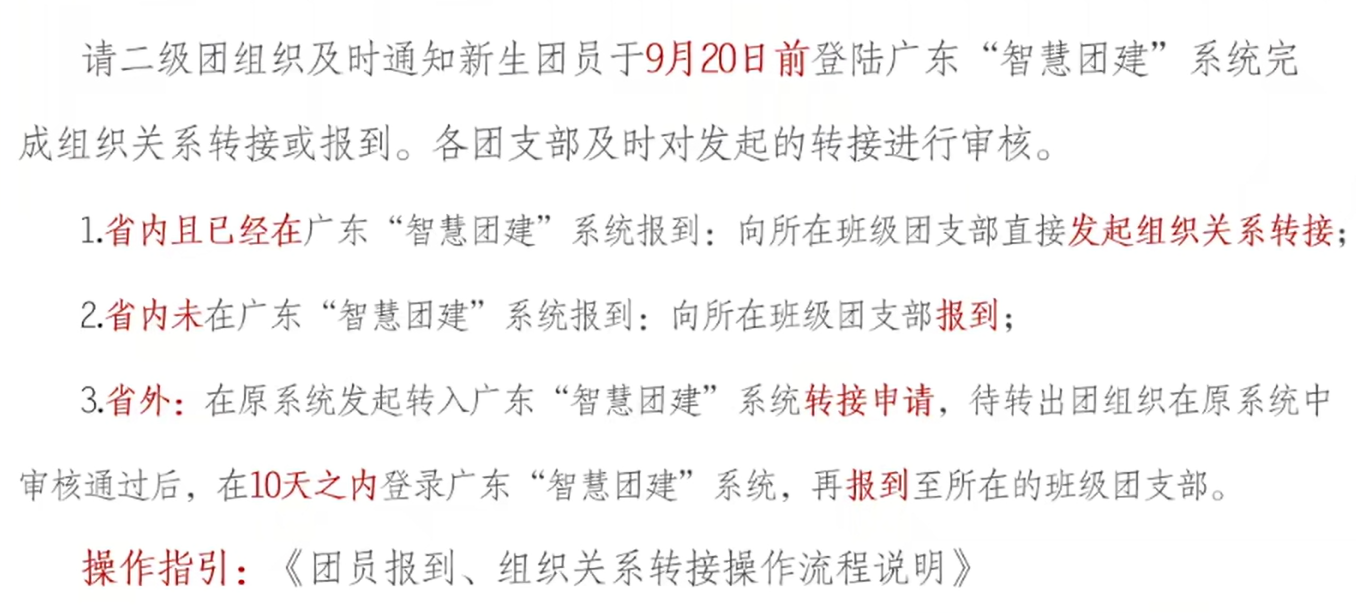 请二级团组织及时通知新生团员于9月20日前登陆广东“智慧团建”系统完
成组织关系转接或报到。各团支部及时对发起的转接进行审核。
1.省内且已经在广东“智慧团建”系统报到：向所在班级团支部直接发起组织关系转接；
2.省内未在广东“智慧团建”系统报到：向所在班级团支部报到；
3.省外：在原系统发起转入广东“智慧团建”系统转接申请，待转出团组织在原系统中
审核通过后，在10天之内登录广东“智慧团建”系统，再报到至所在的班级团支部。
操作指引：《团员报到、组织关系转接操作流程说明》